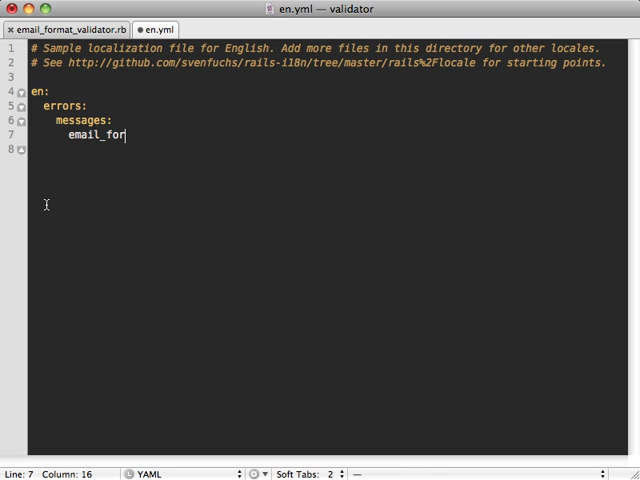 en.yml — validator
email_format_validator.rb
en.yml
1 # Sample localization file for English. Add more files in this directory for other locales.
2 # See http://github.com/svenfuchs/rails-i18n/tree/master/rails%2Flocale for starting points.
3
4 en:
5 errors:
6 messages:
7 email_for
8
Line: 7 Column: 16 L YAML Soft Tabs: 2 —